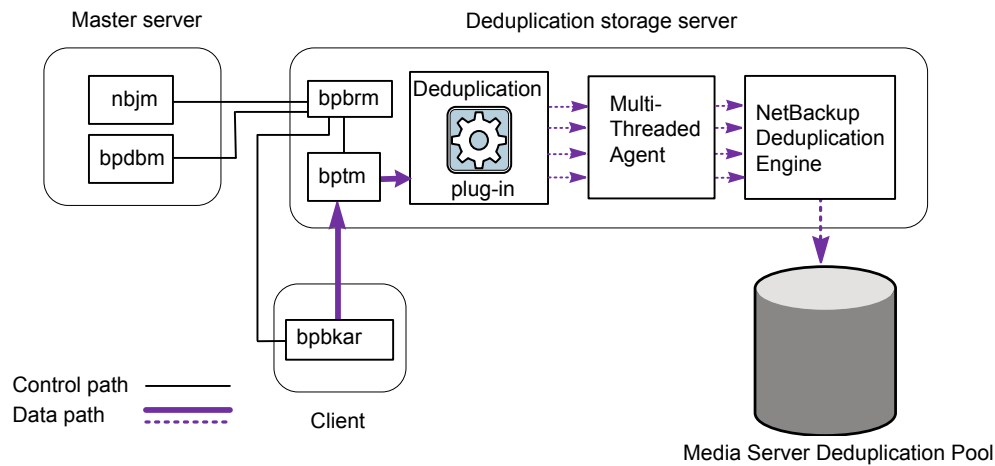 Master server
Deduplication storage server
nbjm
bpdbm
bpbrm
bptm
Deduplication
plug-in
Multi-
Threaded
Agent
NetBackup
Deduplication
Engine
bpbkar
Client
Control path
Data path
Media Server Deduplication Pool